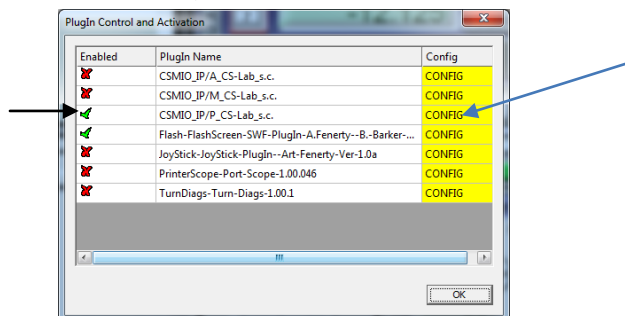 PlugIn Control and Activation
Enabled PlugIn Name Config
CSMIO_IP/A_CS-Lab_s.c. CONFIG
CSMIO_IP/M_CS-Lab_s.c. CONFIG
CSMIO_IP/P_CS-Lab_s.c. CONFIG
Flash-FlashScreen-SWF-PlugIn-A.Fenerty--B.-Barker-... CONFIG
JoyStick-JoyStick-PlugIn--Art-Fenerty-Ver-1.0a CONFIG
PrinterScope-Port-Scope-1.00.046 CONFIG
TurnDiags-Turn-Diags-1.00.1 CONFIG
OK